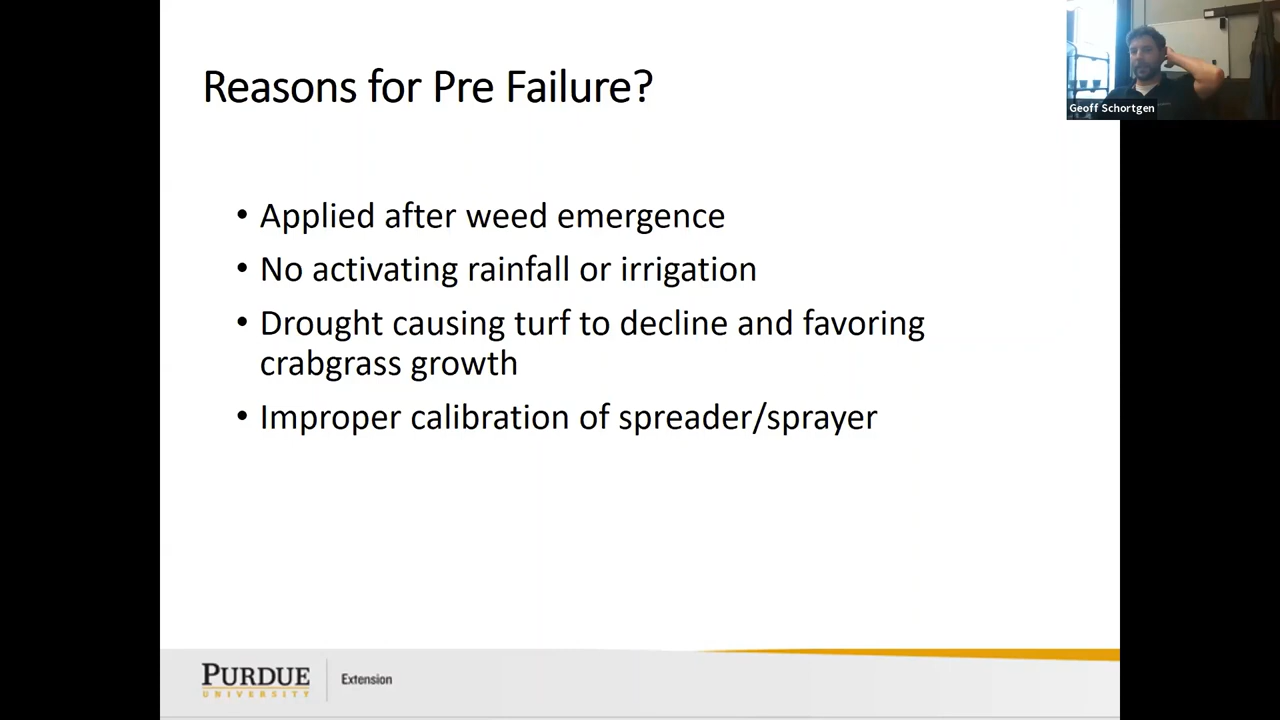 Reasons for Pre Failure?
Geoff Schortgen
• Applied after weed emergence
• No activating rainfall or irrigation
• Drought causing turf to decline and favoring
crabgrass growth
• Improper calibration of spreader/sprayer
PURDUE
UNIVERSITY
Extension